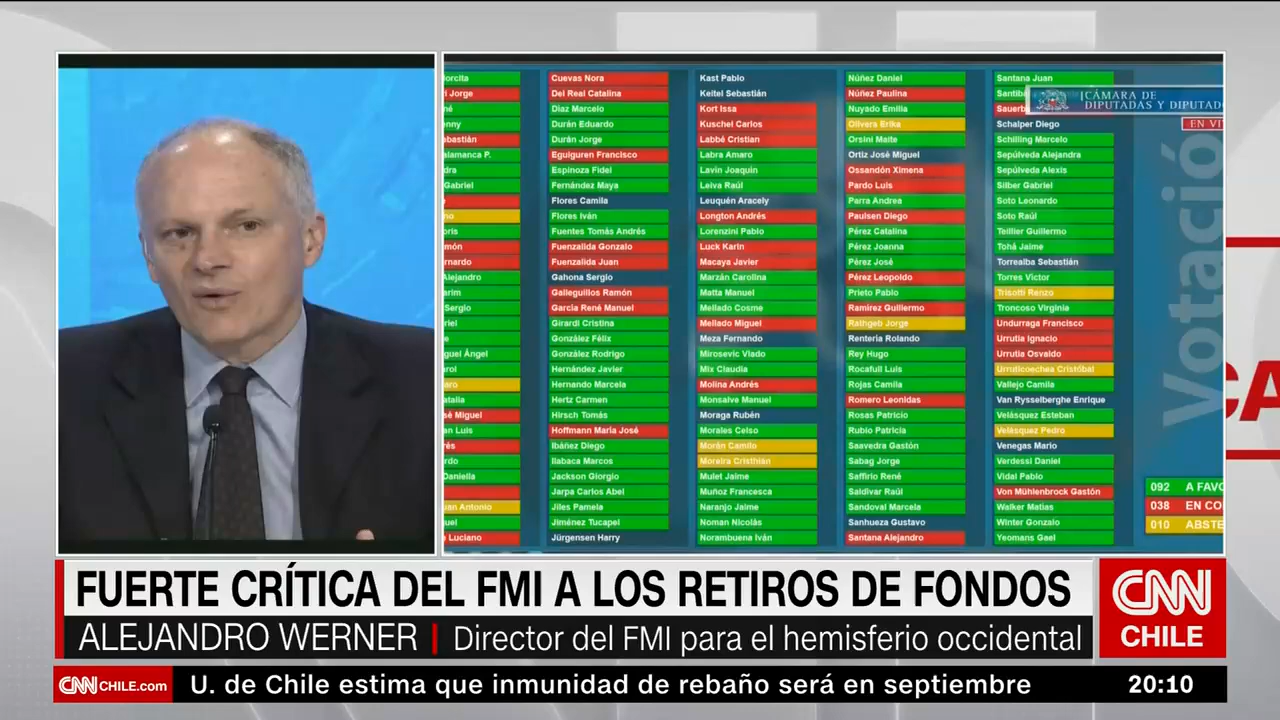 Cuevas Nora
Del Real Catalina
Díaz Marcelo
Durán Eduardo
Durán Jorge
Eguiguren Francisco
Espinoza Fidel
Fernández Maya
Flores Camila
Flores Iván
Fuentes Tomás Andrés
Fuenzalida Gonzalo
Fuenzalida Juan
Gahona Sergio
Galleguillos Ramón
García René Manuel
Girardi Cristina
González Félix
González Rodrigo
Hernández Javier
Hernando Marcela
Hertz Carmen
Hirsch Tomás
Hoffmann María José
Ibáñez Diego
Ilabaca Marcos
Jackson Giorgio
Jarpa Carlos Abel
Jiles Pamela
Jiménez Tucapel
Jürgensen Harry
Kast Pablo
Keitel Sebastián
Kort Issa
Kuschel Carlos
Labbé Cristian
Labra Amaro
Lavín Joaquín
Leiva Raúl
Leuquén Aracely
Longton Andrés
Lorenzini Pablo
Luck Karin
Macaya Javier
Marzán Carolina
Matta Manuel
Mellado Cosme
Mellado Miguel
Meza Fernando
Mirosevic Vlado
Mix Claudia
Molina Andrés
Monsalve Manuel
Moraga Rubén
Morales Celso
Morán Camilo
Moreira Cristhian
Mulet Jaime
Muñoz Francesca
Naranjo Jaime
Noman Nicolás
Norambuena Iván
Núñez Daniel
Núñez Paulina
Nuyado Emilia
Olivera Erika
Orsini Maite
Ortiz José Miguel
Ossandón Ximena
Pardo Luis
Parra Andrea
Paulsen Diego
Pérez Catalina
Pérez Joanna
Pérez José
Pérez Leopoldo
Prieto Pablo
Ramírez Guillermo
Rathgeb Jorge
Rentería Rolando
Rey Hugo
Rocafull Luis
Rojas Camila
Romero Leonidas
Rosas Patricio
Rubio Patricia
Saavedra Gastón
Sabag Jorge
Saffirio René
Saldívar Raúl
Sandoval Marcela
Sanhueza Gustavo
Santana Alejandro
Santana Juan
Schalper Diego
Schilling Marcelo
Sepúlveda Alejandra
Sepúlveda Alexis
Silber Gabriel
Soto Leonardo
Soto Raúl
Teillier Guillermo
Tohá Jaime
Torrealba Sebastián
Torres Víctor
Trisotti Renzo
Troncoso Virginia
Undurraga Francisco
Urrutia Ignacio
Urrutia Osvaldo
Urruticoechea Cristóbal
Vallejo Camila
Van Rysselberghe Enrique
Velásquez Esteban
Velásquez Pedro
Venegas Mario
Verdessi Daniel
Vidal Pablo
Von Mühlenbrock Gastón
Walker Matías
Winter Gonzalo
Yeomans Gael
CÁMARA DE
DIPUTADAS Y DIPUTADO
EN VI
Votació
092 A FAVO
038 EN CO
010 ABSTE
FUERTE CRÍTICA DEL FMI A LOS RETIROS DE FONDOS
ALEJANDRO WERNER | Director del FMI para el hemisferio occidental
CNN
CHILE
CNNCHILE.com U. de Chile estima que inmunidad de rebaño será en septiembre 20:10